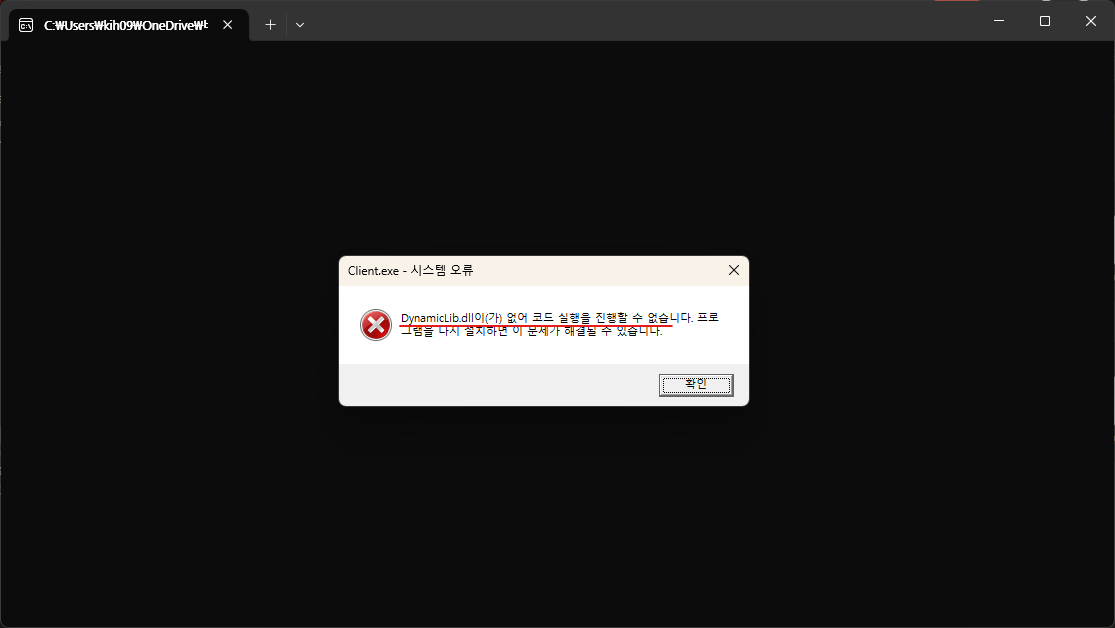 C:₩Users₩kih09₩OneDrive₩
Client.exe - 시스템 오류
DynamicLib.dll이(가) 없어 코드 실행을 진행할 수 없습니다. 프로
그램을 다시 설치하면 이 문제가 해결될 수 있습니다.
확인